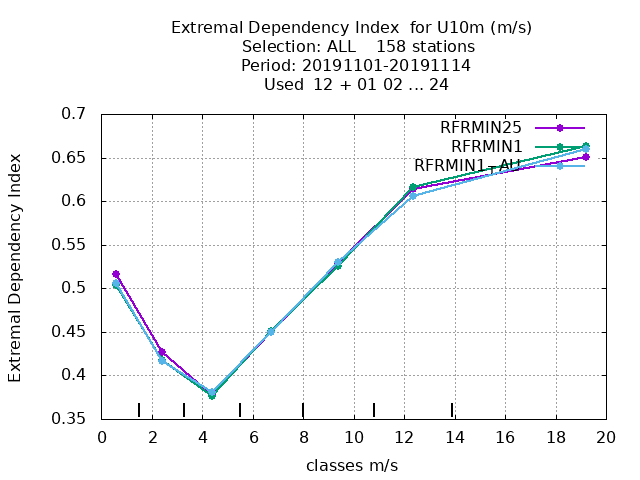 Extremal Dependency Index  for U10m (m/s)
Selection: ALL    158 stations
Period: 20191101-20191114
Used  12 + 01 02 ... 24
RFRMIN25
RFRMIN1
RFRMIN1+AU
0.7
0.65
0.6
0.55
0.5
0.45
0.4
0.35
Extremal Dependency Index
0 2 4 6 8 10 12 14 16 18 20
classes m/s